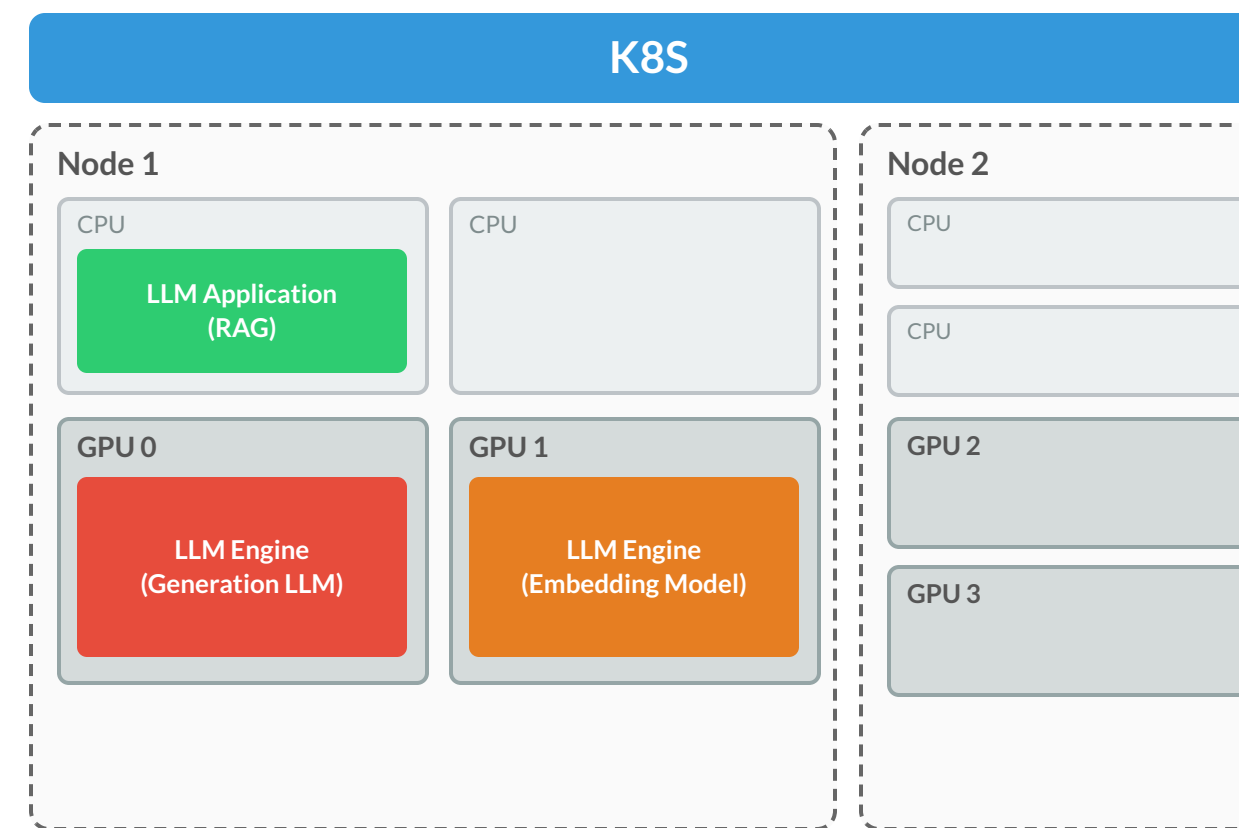 K8S
Node 1
CPU
LLM Application
(RAG)
CPU
GPU 0
LLM Engine
(Generation LLM)
GPU 1
LLM Engine
(Embedding Model)
Node 2
CPU
CPU
GPU 2
GPU 3